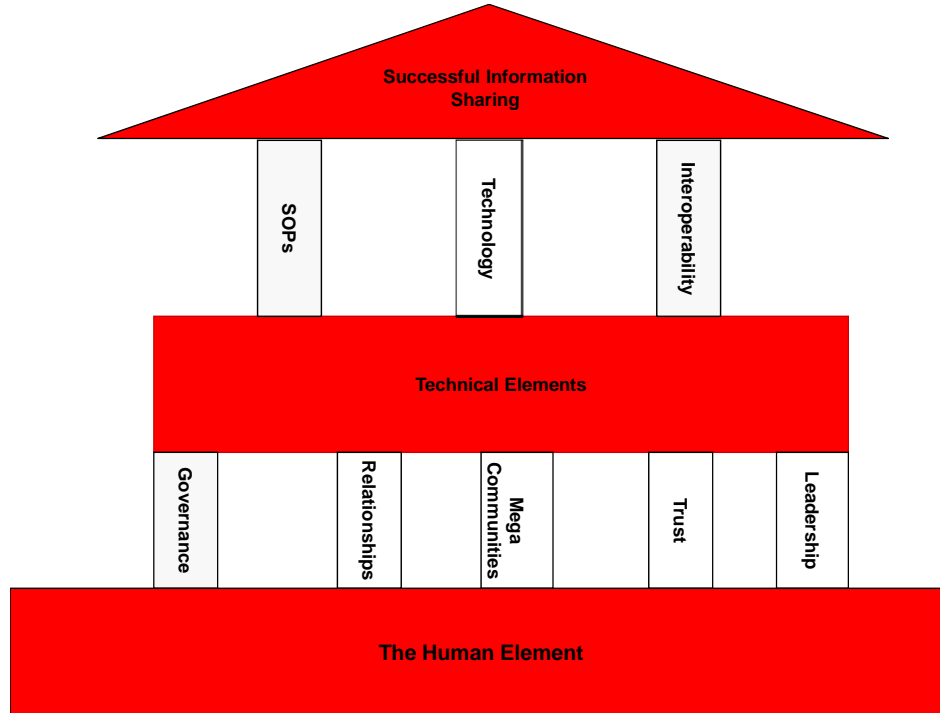 Successful Information
Sharing
SOPs
Technology
Interoperability
Technical Elements
Governance
Relationships
Mega
Communities
Trust
Leadership
The Human Element